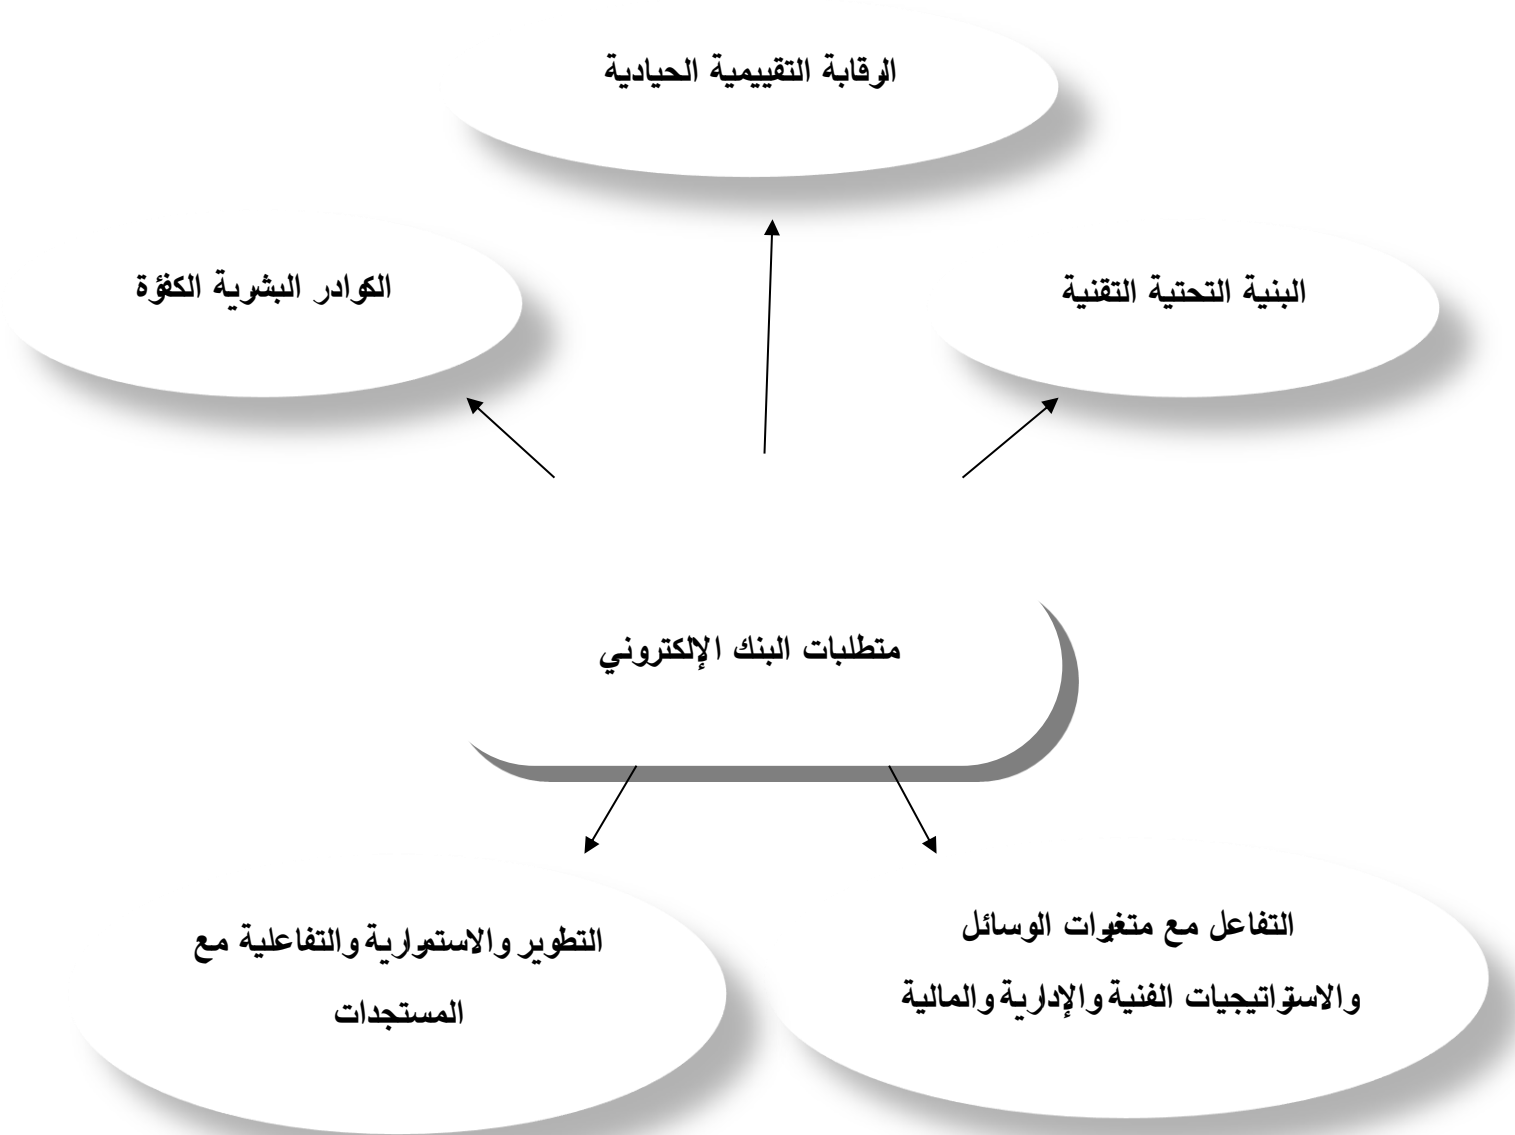 الرقابة التقييمية الحيادية
البنية التحتية التقنية
الكوادر البشرية الكفؤة
متطلبات البنك الإلكتروني
التفاعل مع متغيرات الوسائل
والاستراتيجيات الفنية والإدارية والمالية
التطوير والاستمرارية والتفاعلية مع
المستجدات